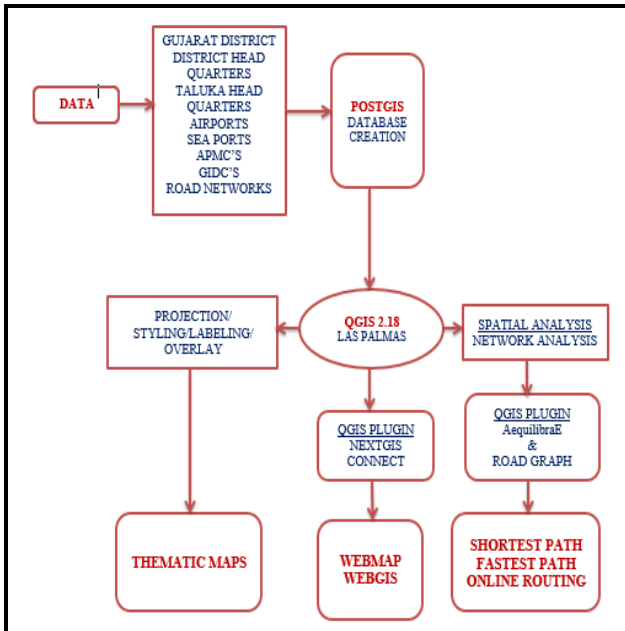 DATA
GUJARAT DISTRICT
DISTRICT HEAD
QUARTERS
TALUKA HEAD
QUARTERS
AIRPORTS
SEA PORTS
APMC'S
GIDC'S
ROAD NETWORKS
POSTGIS
DATABASE
CREATION
PROJECTION/
STYLING/LABELING/
OVERLAY
QGIS 2.18
LAS PALMAS
SPATIAL ANALYSIS
NETWORK ANALYSIS
QGIS PLUGIN
NEXTGIS
CONNECT
QGIS PLUGIN
AequilibraE
&
ROAD GRAPH
THEMATIC MAPS
WEBMAP
WEBGIS
SHORTEST PATH
FASTEST PATH
ONLINE ROUTING